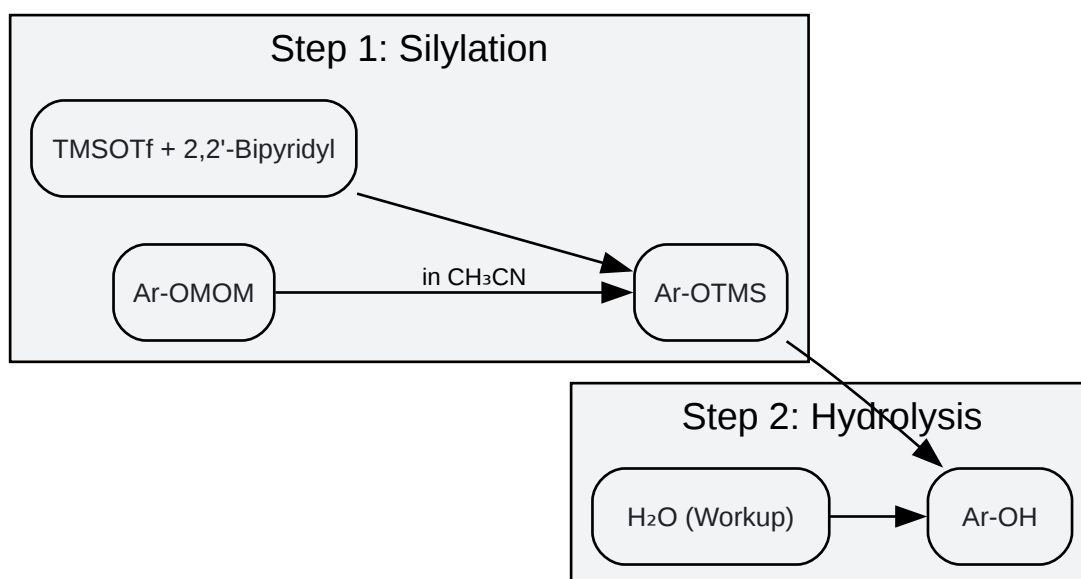 Step 1: Silylation
TMSOTf + 2,2'-Bipyridyl
Ar-OMOM
in CH₃CN
Ar-OTMS
Step 2: Hydrolysis
H₂O (Workup)
Ar-OH